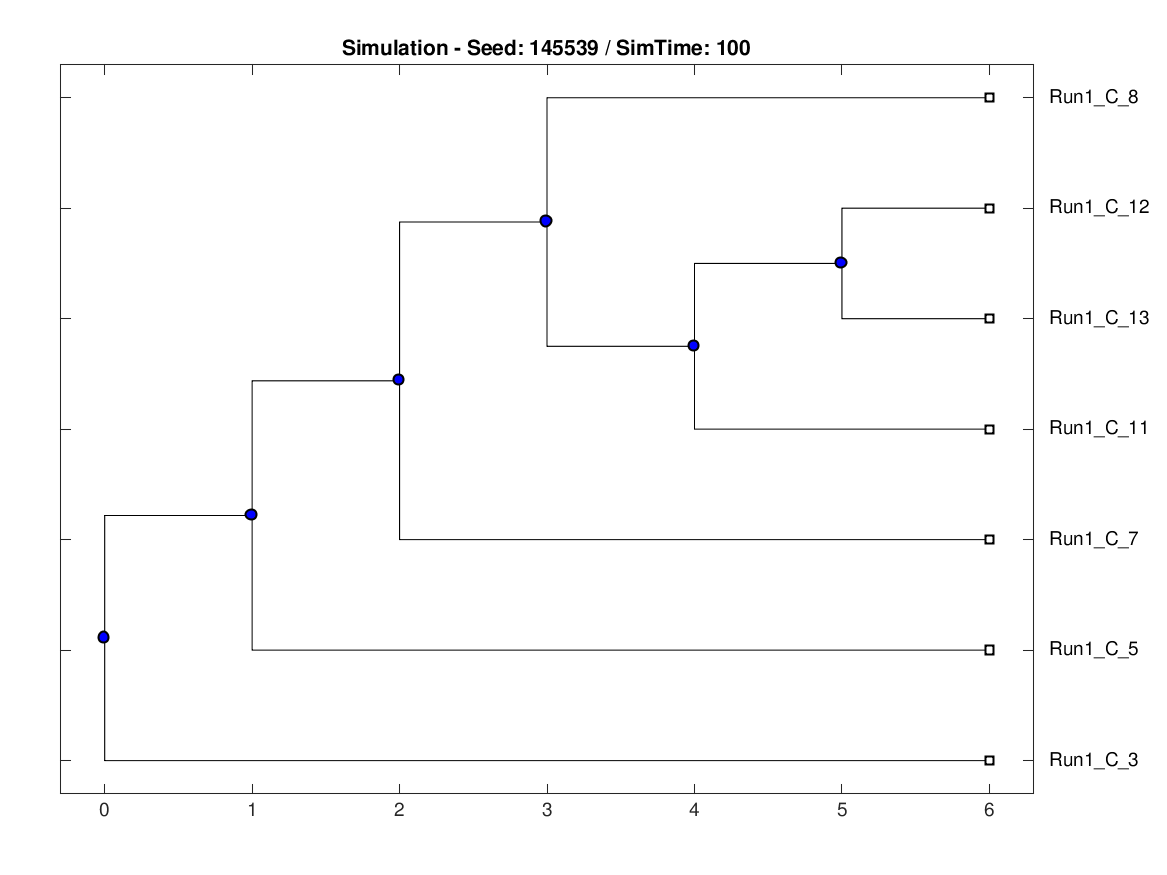 Simulation - Seed: 145539 / SimTime: 100
Run1_C_8
Run1_C_12
Run1_C_13
Run1_C_11
Run1_C_7
Run1_C_5
Run1_C_3
0 1 2 3 4 5 6